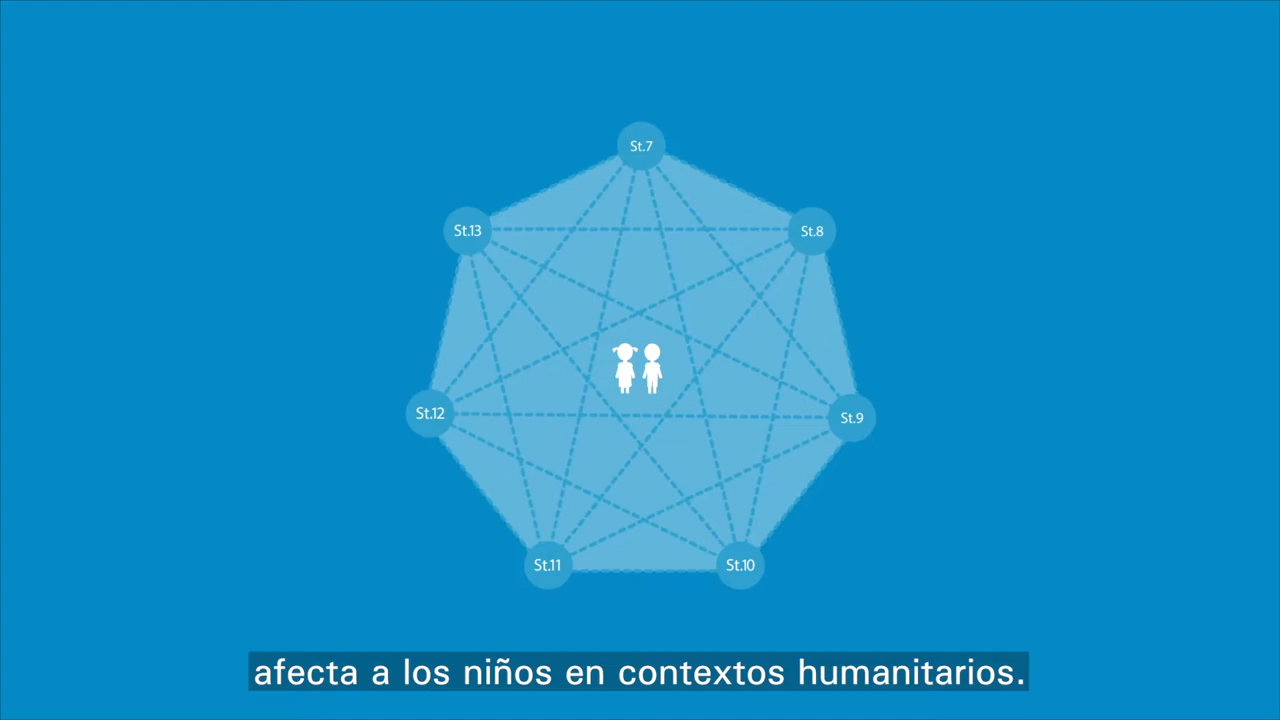 St.7
St.13
St.8
St.12
St.9
St.11
St.10
afecta a los niños en contextos humanitarios.